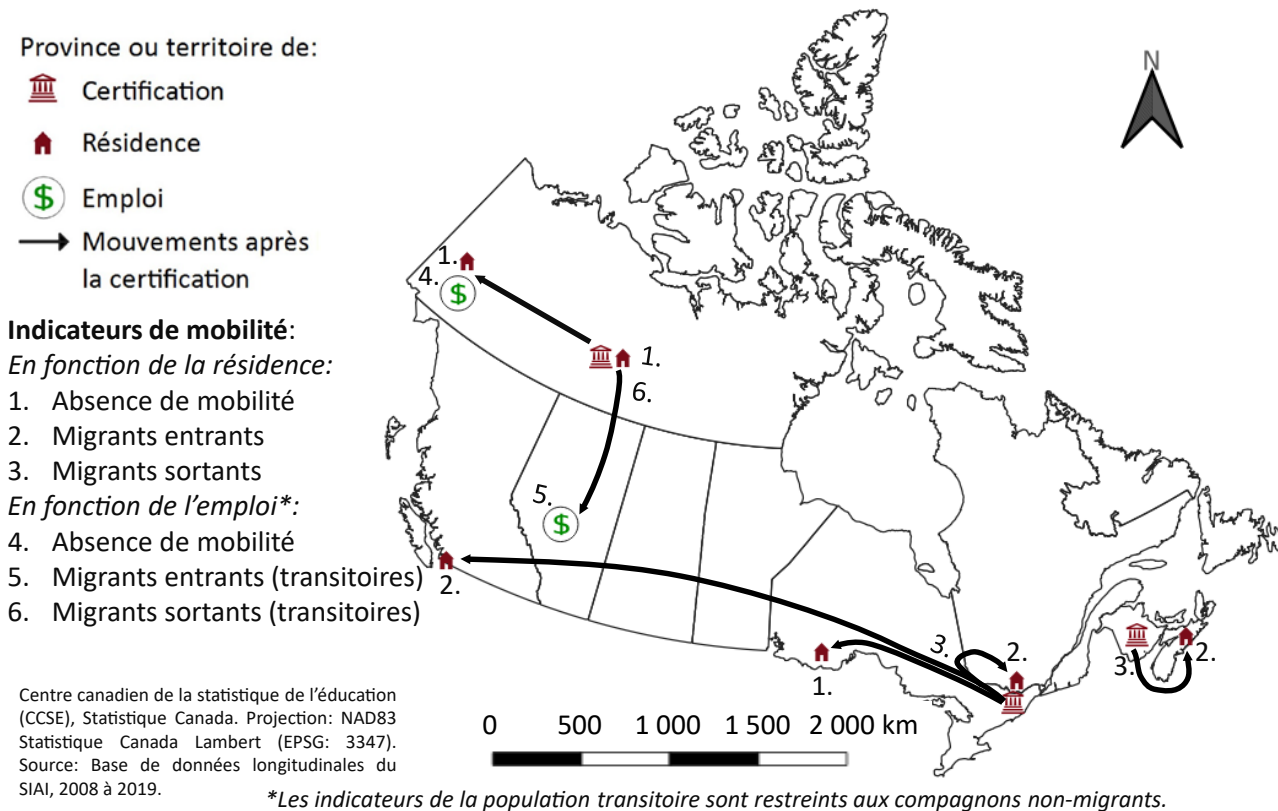 Province ou territoire de:
Certification
Résidence
$ Emploi
Mouvements après
la certification
Indicateurs de mobilité:
En fonction de la résidence:
1. Absence de mobilité
2. Migrants entrants
3. Migrants sortants
En fonction de l'emploi*:
4. Absence de mobilité
5. Migrants entrants (transitoires)
6. Migrants sortants (transitoires)
N
1.
4. $
1.
6.
5.
$
2.
1.
3.
2.
3.
2.
Centre canadien de la statistique de l'éducation
(CCSE), Statistique Canada. Projection: NAD83
Statistique Canada Lambert (EPSG: 3347).
Source: Base de données longitudinales du
SIAI, 2008 à 2019.
0 500 1 000 1 500 2 000 km
*Les indicateurs de la population transitoire sont restreints aux compagnons non-migrants.